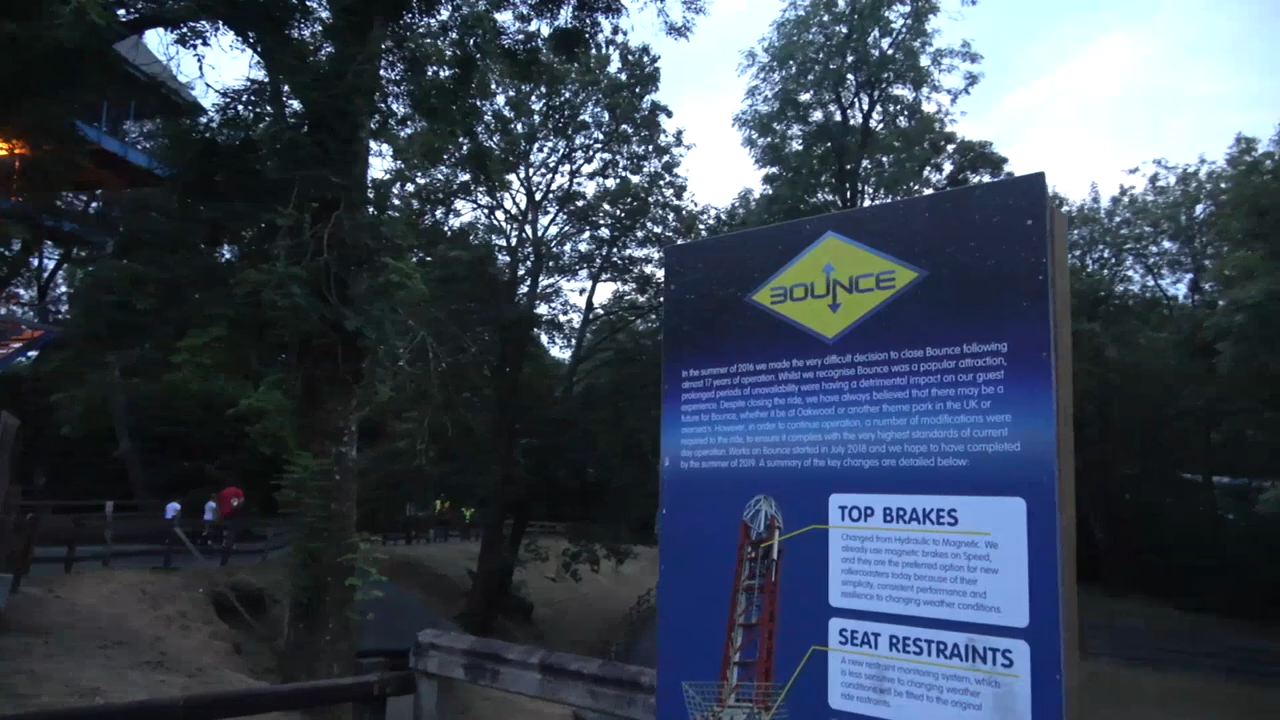 BOUNCE
In the summer of 2016 we made the very difficult decision to close Bounce following
almost 17 years of operation. Whilst we recognise Bounce was a popular attraction,
prolonged periods of unavailability were having a detrimental impact on our guest
experience. Despite closing the ride, we have always believed that there may be a
future for Bounce, whether it be at Oakwood or another theme park in the UK or
oversea's. However, in order to continue operation, a number of modifications were
required to the ride, to ensure it complies with the very highest standards of current
day operation. Works on Bounce started in July 2018 and we hope to have completed
by the summer of 2019. A summary of the key changes are detailed below:
TOP BRAKES
Changed from Hydraulic to Magnetic. We
already use magnetic brakes on Speed,
and they are the preferred option for new
rollercoasters today because of their
simplicity, consistent performance and
resilience to changing weather conditions.
SEAT RESTRAINTS
A new restraint monitoring system, which
is less sensitive to changing weather
conditions will be fitted to the original
ride restraints.